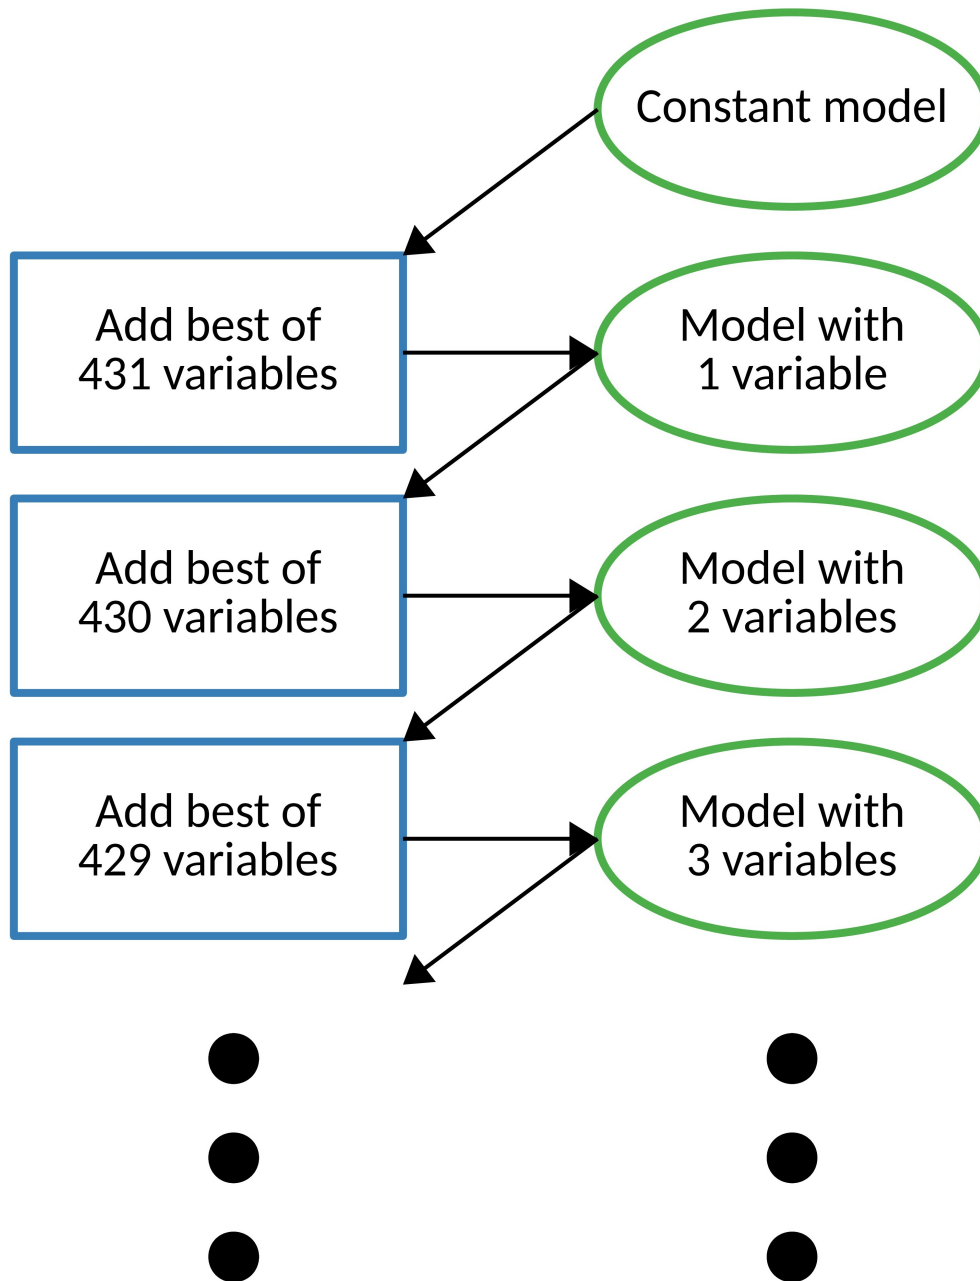 Constant model
Add best of
431 variables
Model with
1 variable
Add best of
430 variables
Model with
2 variables
Add best of
429 variables
Model with
3 variables